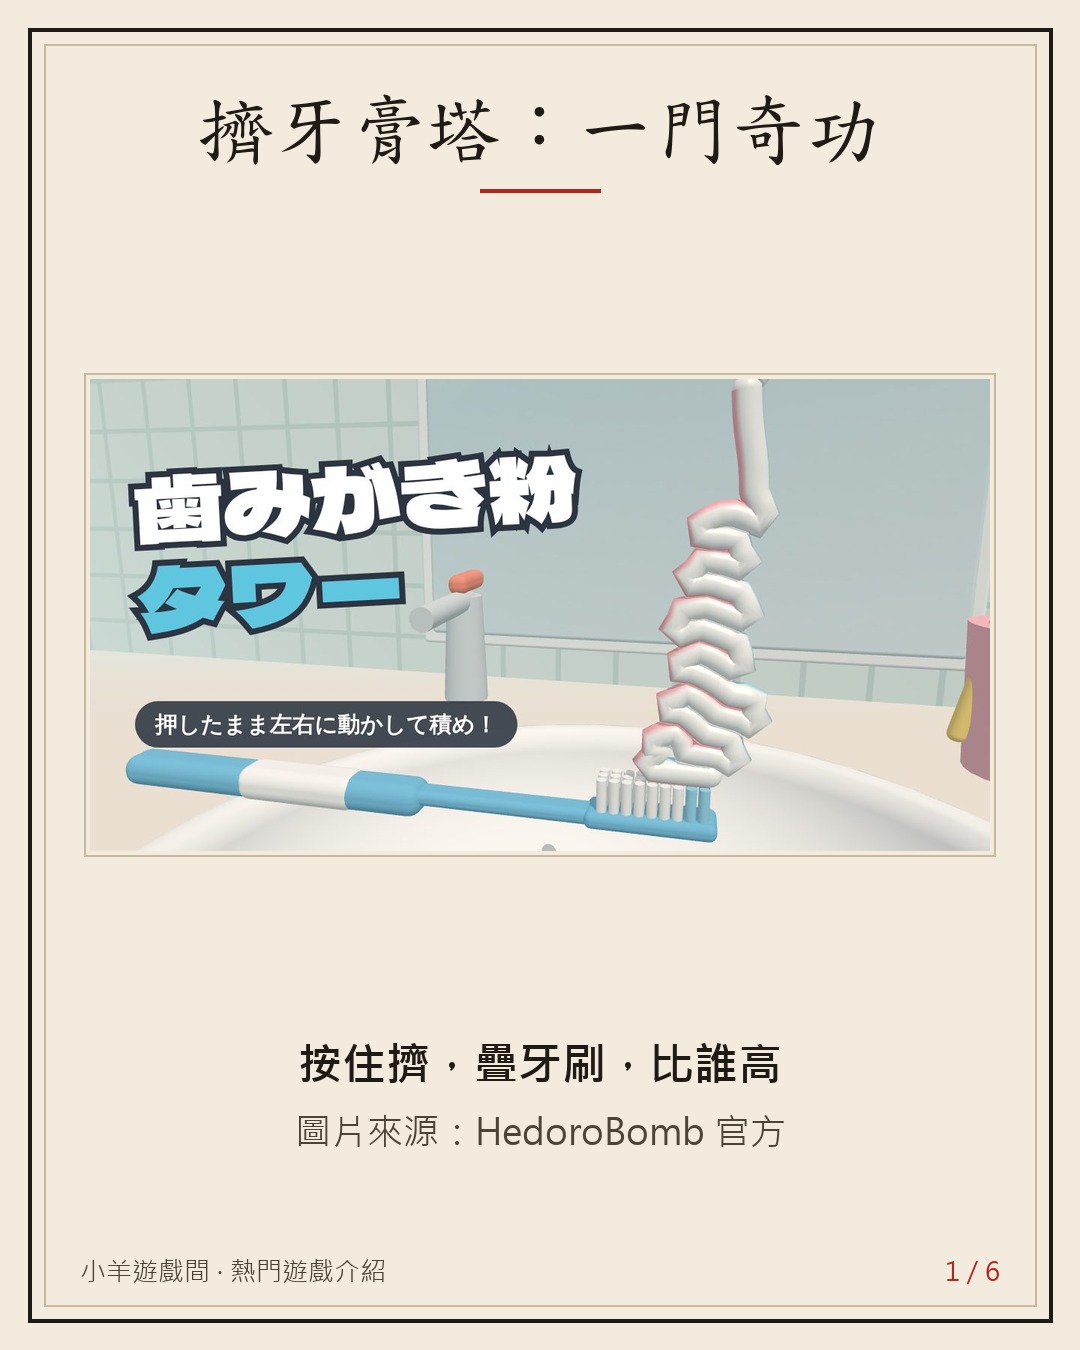 擠牙膏塔：一門奇功
歯みがき粉
タワー
押したまま左右に動かして積め！
按住擠，疊牙刷，比誰高
圖片來源：HedoroBomb 官方
小羊遊戲間 · 熱門遊戲介紹
1 / 6